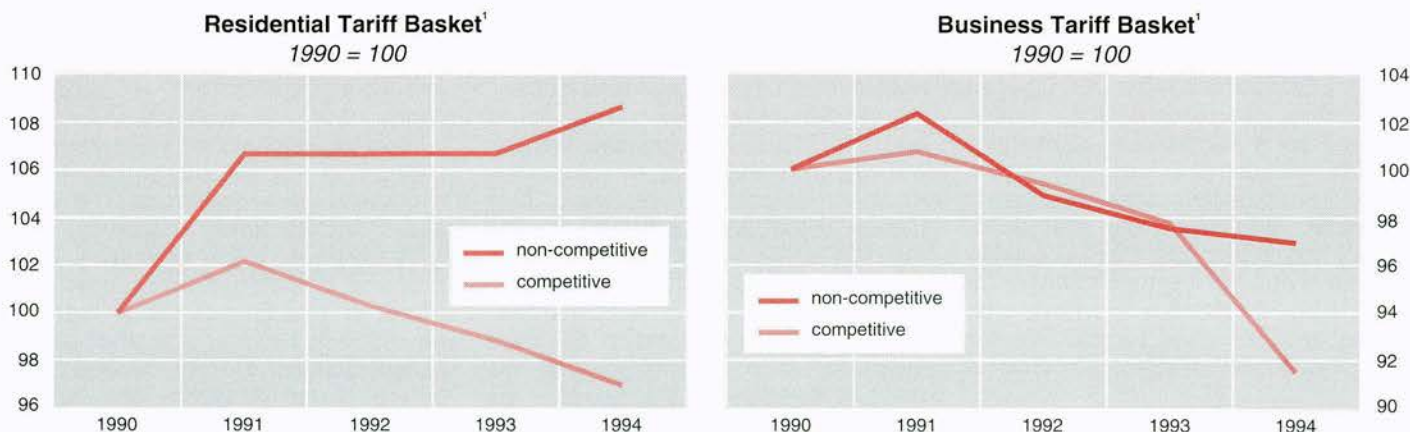 Residential Tariff Basket¹
1990 = 100
110
108
106
104
102
100
98
96
non-competitive
competitive
1990 1991 1992 1993 1994
Business Tariff Basket¹
1990 = 100
104
102
100
98
96
94
92
90
non-competitive
competitive
1990 1991 1992 1993 1994